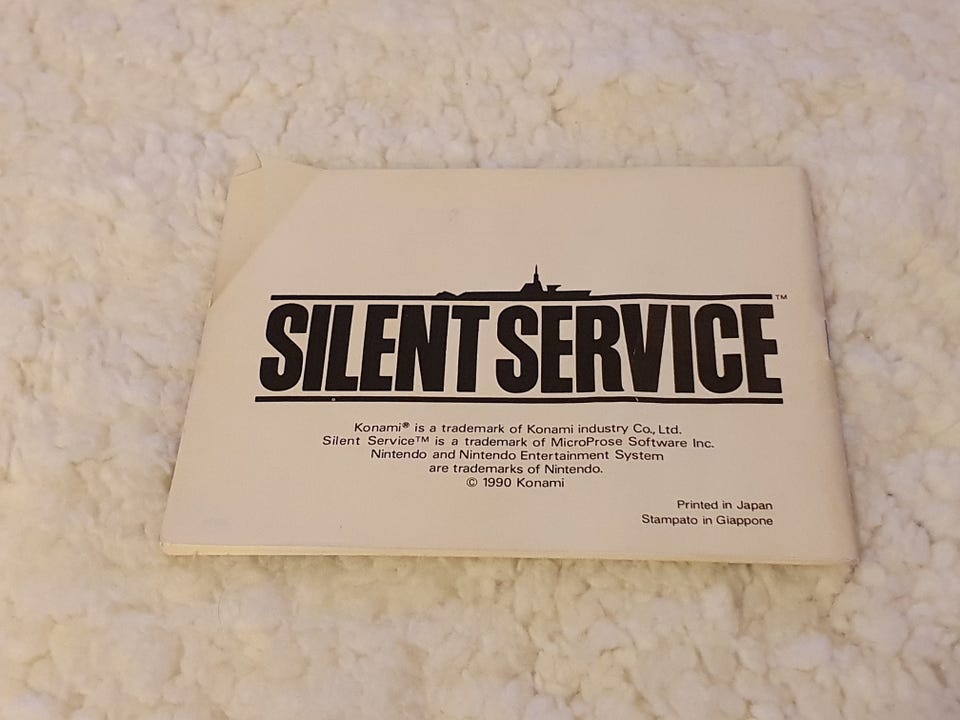 SILENT SERVICE™
Konami® is a trademark of Konami industry Co., Ltd.
Silent Service™ is a trademark of MicroProse Software Inc.
Nintendo and Nintendo Entertainment System
are trademarks of Nintendo.
© 1990 Konami
Printed in Japan
Stampato in Giappone